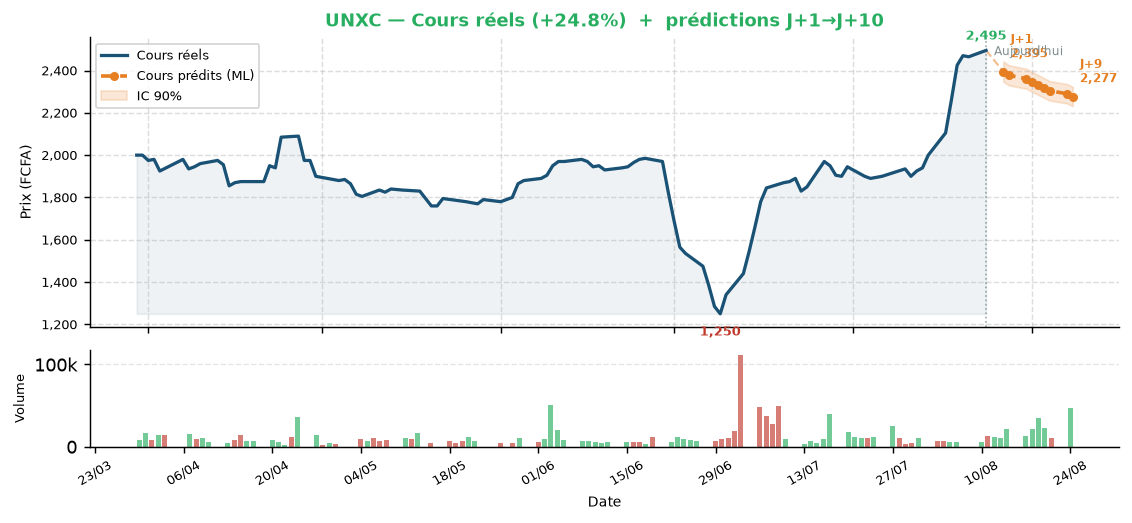 UNXC — Cours réels (+24.8%)  +  prédictions J+1→J+10
Cours réels
Cours prédits (ML)
IC 90%
2,495
J+1
2,395
Aujourd'hui
J+9
2,277
1,250
Prix (FCFA)
2,400
2,200
2,000
1,800
1,600
1,400
1,200
Volume
100k
0
23/03
06/04
20/04
04/05
18/05
01/06
15/06
29/06
13/07
27/07
10/08
24/08
Date